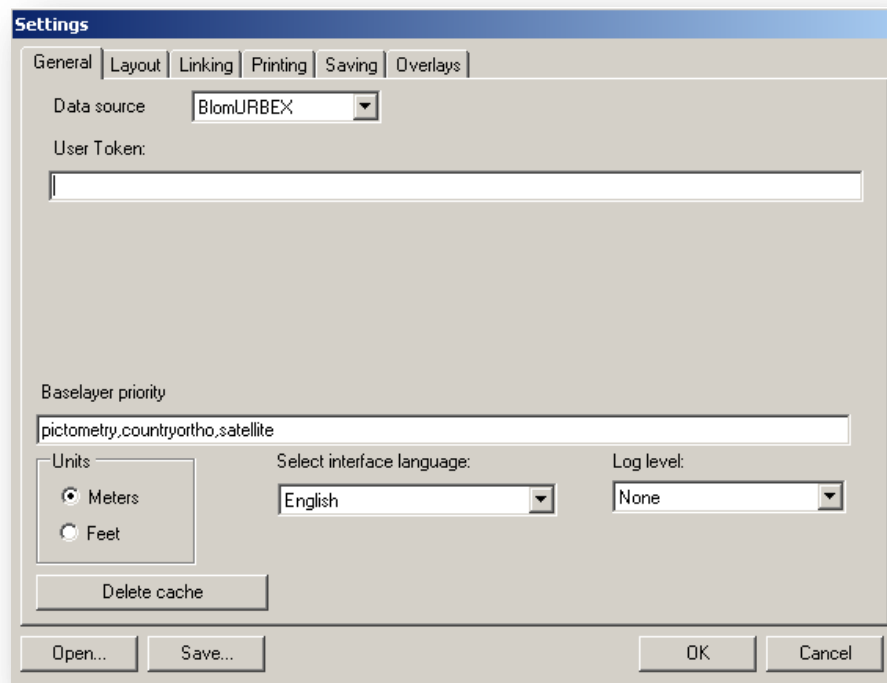 Settings
General Layout Linking Printing Saving Overlays
Data source BlomURBEX
User Token:
Baselayer priority
pictometry,countryortho,satellite
Units Select interface language: Log level:
Meters English None
Feet
Delete cache
Open... Save... OK Cancel